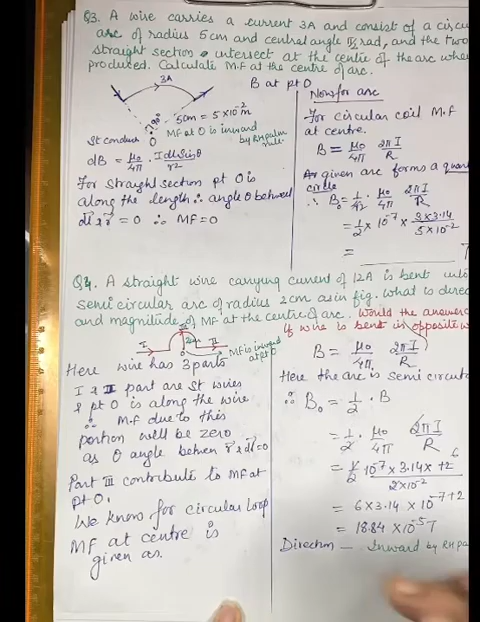 Q3. A wire carries a current 3A and consist of a circu
arc of radius 5cm and central angle π/2 rad, and the two
straight section intersect at the centre of the arc when
produced. Calculate M.F at the centre of arc.
3A
B at pt O
90°
5cm = 5×10⁻² m
O MF at O is inward
by RH palm rule.
St conduct
dB = μ₀/4π · I dl sinθ/r²
For straight section pt O is
along the length ∴ angle θ between
dl & r = 0 ∴ MF = 0
Now for arc
For circular coil M.F
at centre.
B = μ₀/4π 2πI/R
As given arc forms a quar
circle
∴ B₀ = 1/42 · μ₀/4π 2πI/R
= 1/2 × 10⁻⁷ × 3×3.14/5×10⁻²
= T
Q4. A straight wire carrying current of 12A is bent into
semicircular arc of radius 2cm as in fig. what is direc
and magnitude of MF at the centre of arc. Would the answer
if wire is bent in opposite w
I III 2cm II
O
MF is inward
at pt O
Here wire has 3 parts
I & II part are St wires
& pt O is along the wire
∴ M.F due to this
portion will be zero
as θ angle between r & dl = 0
Part III contribute to MF at
pt O.
We know for circular loop
MF at centre is
given as.
B = μ₀/4π 2πI/R
Here the arc is semi circula
∴ B₀ = 1/2 · B
= 1/2 · μ₀/4π 2πI/R
= 1/2 10⁻⁷ × 3.14 × 12 6/2×10⁻²
= 6 × 3.14 × 10⁻⁷⁺²
= 18.84 × 10⁻⁵ T
Direction — Inward by RH pa